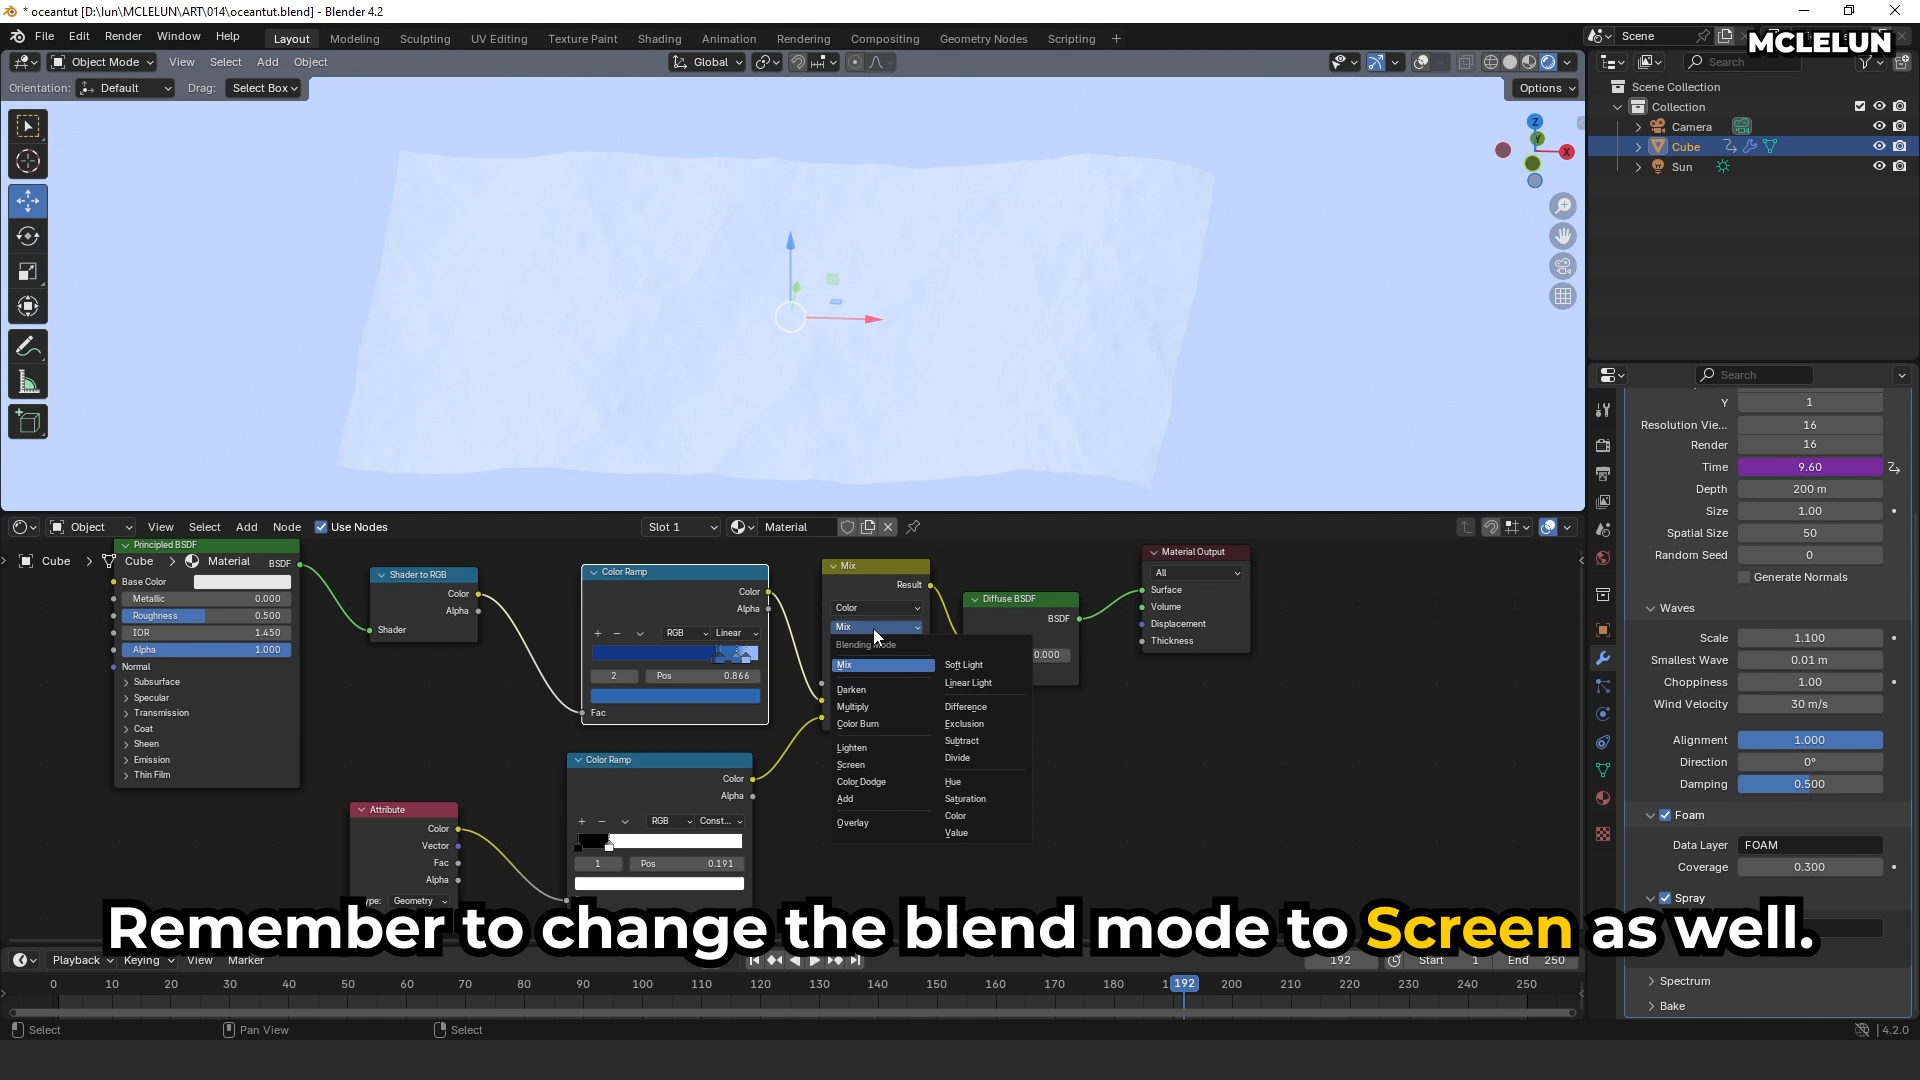 * oceantut [D:\lun\MCLELUN\ART\014\oceantut.blend] - Blender 4.2
File Edit Render Window Help Layout Modeling Sculpting UV Editing Texture Paint Shading Animation Rendering Compositing Geometry Nodes Scripting Scene
MCLELUN
Object Mode View Select Add Object Global Search
Orientation: Default Drag: Select Box Options
Scene Collection
Collection
Camera
Cube
Sun
Z
Y
X
Search
Y 1
Resolution Vie... 16
Render 16
Time 9.60
Depth 200 m
Size 1.00
Spatial Size 50
Random Seed 0
Generate Normals
Waves
Scale 1.100
Smallest Wave 0.01 m
Choppiness 1.00
Wind Velocity 30 m/s
Alignment 1.000
Direction 0°
Damping 0.500
Foam
Data Layer FOAM
Coverage 0.300
Spray
Spectrum
Bake
Object View Select Add Node Use Nodes Slot 1 Material
Cube Cube Material
Principled BSDF
BSDF
Base Color
Metallic 0.000
Roughness 0.500
IOR 1.450
Alpha 1.000
Normal
Subsurface
Specular
Transmission
Coat
Sheen
Emission
Thin Film
Shader to RGB
Color
Alpha
Shader
Color Ramp
Color
Alpha
RGB Linear
2 Pos 0.866
Fac
Color Ramp
Color
Alpha
RGB Const...
1 Pos 0.191
Attribute
Color
Vector
Fac
Alpha
ype: Geometry
Mix
Result
Color
Mix
Blending Mode
Mix
Darken
Multiply
Color Burn
Lighten
Screen
Color Dodge
Add
Overlay
Soft Light
Linear Light
Difference
Exclusion
Subtract
Divide
Hue
Saturation
Color
Value
Diffuse BSDF
BSDF
0.000
Material Output
All
Surface
Volume
Displacement
Thickness
Remember to change the blend mode to Screen as well.
Playback Keying View Marker 192 Start 1 End 250
0 10 20 30 40 50 60 70 80 90 100 110 120 130 140 150 160 170 180 192 200 210 220 230 240 250
Select Pan View Select 4.2.0